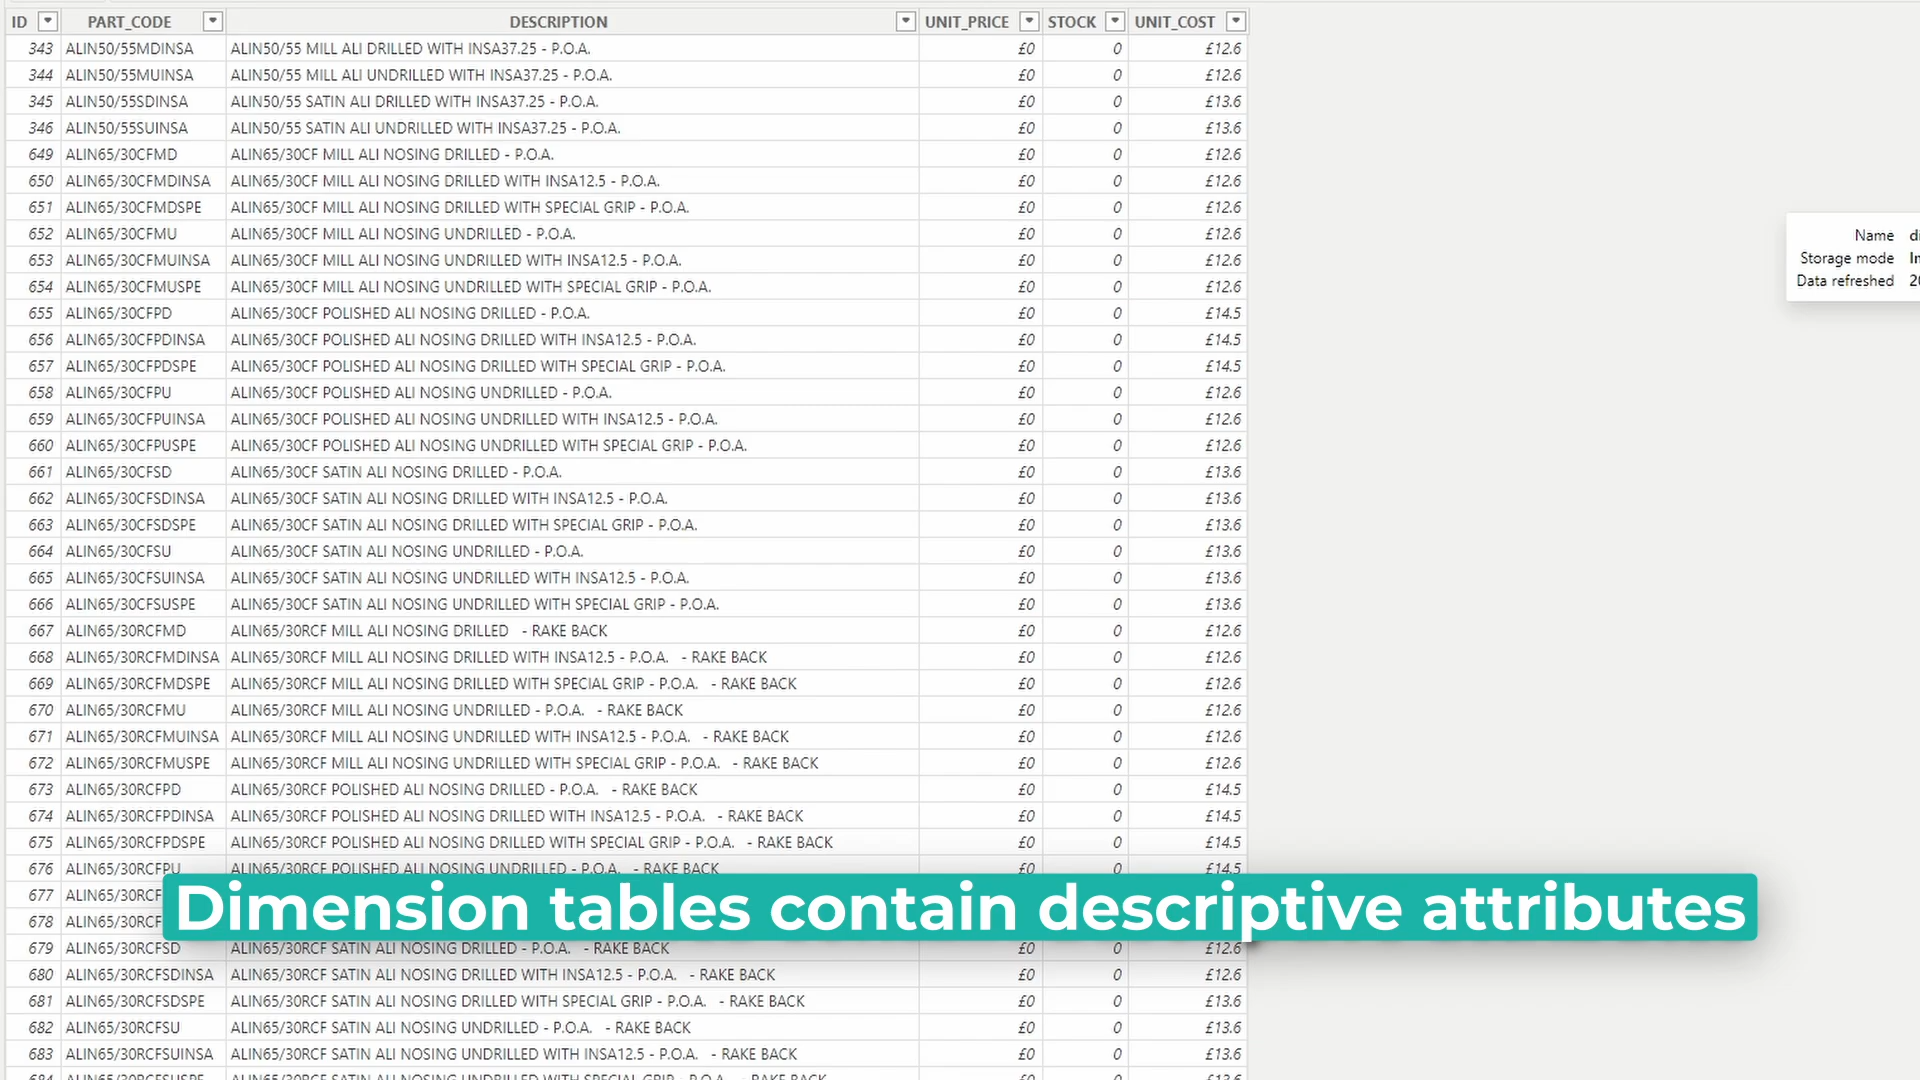 ID PART_CODE DESCRIPTION UNIT_PRICE STOCK UNIT_COST
343 ALIN50/55MDINSA ALIN50/55 MILL ALI DRILLED WITH INSA37.25 - P.O.A. £0 0 £12.6
344 ALIN50/55MUINSA ALIN50/55 MILL ALI UNDRILLED WITH INSA37.25 - P.O.A. £0 0 £12.6
345 ALIN50/55SDINSA ALIN50/55 SATIN ALI DRILLED WITH INSA37.25 - P.O.A. £0 0 £13.6
346 ALIN50/55SUINSA ALIN50/55 SATIN ALI UNDRILLED WITH INSA37.25 - P.O.A. £0 0 £13.6
649 ALIN65/30CFMD ALIN65/30CF MILL ALI NOSING DRILLED - P.O.A. £0 0 £12.6
650 ALIN65/30CFMDINSA ALIN65/30CF MILL ALI NOSING DRILLED WITH INSA12.5 - P.O.A. £0 0 £12.6
651 ALIN65/30CFMDSPE ALIN65/30CF MILL ALI NOSING DRILLED WITH SPECIAL GRIP - P.O.A. £0 0 £12.6
652 ALIN65/30CFMU ALIN65/30CF MILL ALI NOSING UNDRILLED - P.O.A. £0 0 £12.6
Name
653 ALIN65/30CFMUINSA ALIN65/30CF MILL ALI NOSING UNDRILLED WITH INSA12.5 - P.O.A. £0 0 £12.6
Storage mode
654 ALIN65/30CFMUSPE ALIN65/30CF MILL ALI NOSING UNDRILLED WITH SPECIAL GRIP - P.O.A. £0 0 £12.6
Data refreshed
655 ALIN65/30CFPD ALIN65/30CF POLISHED ALI NOSING DRILLED - P.O.A. £0 0 £14.5
656 ALIN65/30CFPDINSA ALIN65/30CF POLISHED ALI NOSING DRILLED WITH INSA12.5 - P.O.A. £0 0 £14.5
657 ALIN65/30CFPDSPE ALIN65/30CF POLISHED ALI NOSING DRILLED WITH SPECIAL GRIP - P.O.A. £0 0 £14.5
658 ALIN65/30CFPU ALIN65/30CF POLISHED ALI NOSING UNDRILLED - P.O.A. £0 0 £12.6
659 ALIN65/30CFPUINSA ALIN65/30CF POLISHED ALI NOSING UNDRILLED WITH INSA12.5 - P.O.A. £0 0 £12.6
660 ALIN65/30CFPUSPE ALIN65/30CF POLISHED ALI NOSING UNDRILLED WITH SPECIAL GRIP - P.O.A. £0 0 £12.6
661 ALIN65/30CFSD ALIN65/30CF SATIN ALI NOSING DRILLED - P.O.A. £0 0 £13.6
662 ALIN65/30CFSDINSA ALIN65/30CF SATIN ALI NOSING DRILLED WITH INSA12.5 - P.O.A. £0 0 £13.6
663 ALIN65/30CFSDSPE ALIN65/30CF SATIN ALI NOSING DRILLED WITH SPECIAL GRIP - P.O.A. £0 0 £13.6
664 ALIN65/30CFSU ALIN65/30CF SATIN ALI NOSING UNDRILLED - P.O.A. £0 0 £13.6
665 ALIN65/30CFSUINSA ALIN65/30CF SATIN ALI NOSING UNDRILLED WITH INSA12.5 - P.O.A. £0 0 £13.6
666 ALIN65/30CFSUSPE ALIN65/30CF SATIN ALI NOSING UNDRILLED WITH SPECIAL GRIP - P.O.A. £0 0 £13.6
667 ALIN65/30RCFMD ALIN65/30RCF MILL ALI NOSING DRILLED - RAKE BACK £0 0 £12.6
668 ALIN65/30RCFMDINSA ALIN65/30RCF MILL ALI NOSING DRILLED WITH INSA12.5 - P.O.A. - RAKE BACK £0 0 £12.6
669 ALIN65/30RCFMDSPE ALIN65/30RCF MILL ALI NOSING DRILLED WITH SPECIAL GRIP - P.O.A. - RAKE BACK £0 0 £12.6
670 ALIN65/30RCFMU ALIN65/30RCF MILL ALI NOSING UNDRILLED - P.O.A. - RAKE BACK £0 0 £12.6
671 ALIN65/30RCFMUINSA ALIN65/30RCF MILL ALI NOSING UNDRILLED WITH INSA12.5 - P.O.A. - RAKE BACK £0 0 £12.6
672 ALIN65/30RCFMUSPE ALIN65/30RCF MILL ALI NOSING UNDRILLED WITH SPECIAL GRIP - P.O.A. - RAKE BACK £0 0 £12.6
673 ALIN65/30RCFPD ALIN65/30RCF POLISHED ALI NOSING DRILLED - P.O.A. - RAKE BACK £0 0 £14.5
674 ALIN65/30RCFPDINSA ALIN65/30RCF POLISHED ALI NOSING DRILLED WITH INSA12.5 - P.O.A. - RAKE BACK £0 0 £14.5
675 ALIN65/30RCFPDSPE ALIN65/30RCF POLISHED ALI NOSING DRILLED WITH SPECIAL GRIP - P.O.A. - RAKE BACK £0 0 £14.5
676 ALIN65/30RCFPU ALIN65/30RCF POLISHED ALI NOSING UNDRILLED - P.O.A. - RAKE BACK £0 0 £14.5
677 ALIN65/30RCF
Dimension tables contain descriptive attributes
678 ALIN65/30RCF
679 ALIN65/30RCFSD ALIN65/30RCF SATIN ALI NOSING DRILLED - P.O.A. - RAKE BACK £0 0 £12.6
680 ALIN65/30RCFSDINSA ALIN65/30RCF SATIN ALI NOSING DRILLED WITH INSA12.5 - P.O.A. - RAKE BACK £0 0 £12.6
681 ALIN65/30RCFSDSPE ALIN65/30RCF SATIN ALI NOSING DRILLED WITH SPECIAL GRIP - P.O.A. - RAKE BACK £0 0 £13.6
682 ALIN65/30RCFSU ALIN65/30RCF SATIN ALI NOSING UNDRILLED - P.O.A. - RAKE BACK £0 0 £13.6
683 ALIN65/30RCFSUINSA ALIN65/30RCF SATIN ALI NOSING UNDRILLED WITH INSA12.5 - P.O.A. - RAKE BACK £0 0 £13.6